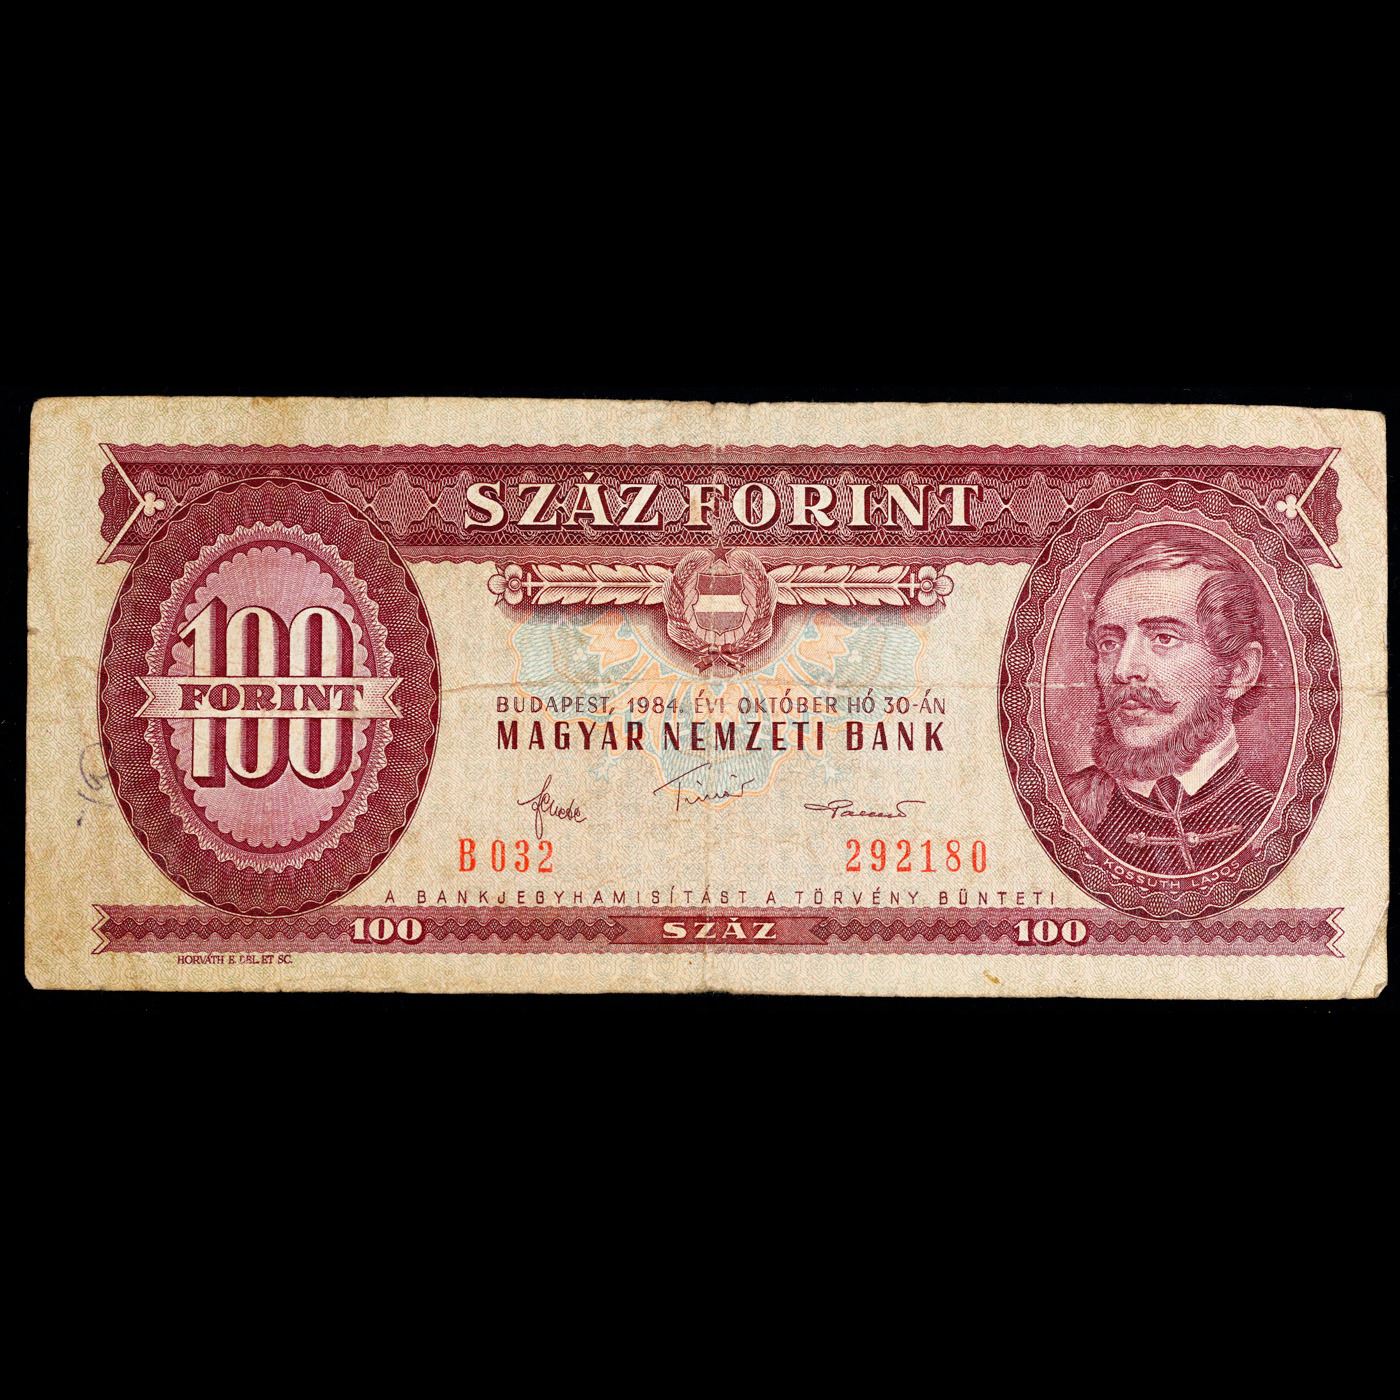 SZÁZ FORINT
100
FORINT
100
BUDAPEST, 1984. ÉVI OKTÓBER HÓ 30-ÁN
MAGYAR NEMZETI BANK
B 032 292180
KOSSUTH LAJOS
A BANKJEGYHAMISÍTÁST A TÖRVÉNY BÜNTETI
100 SZÁZ 100
HORVÁTH E. DEL. ET SC.